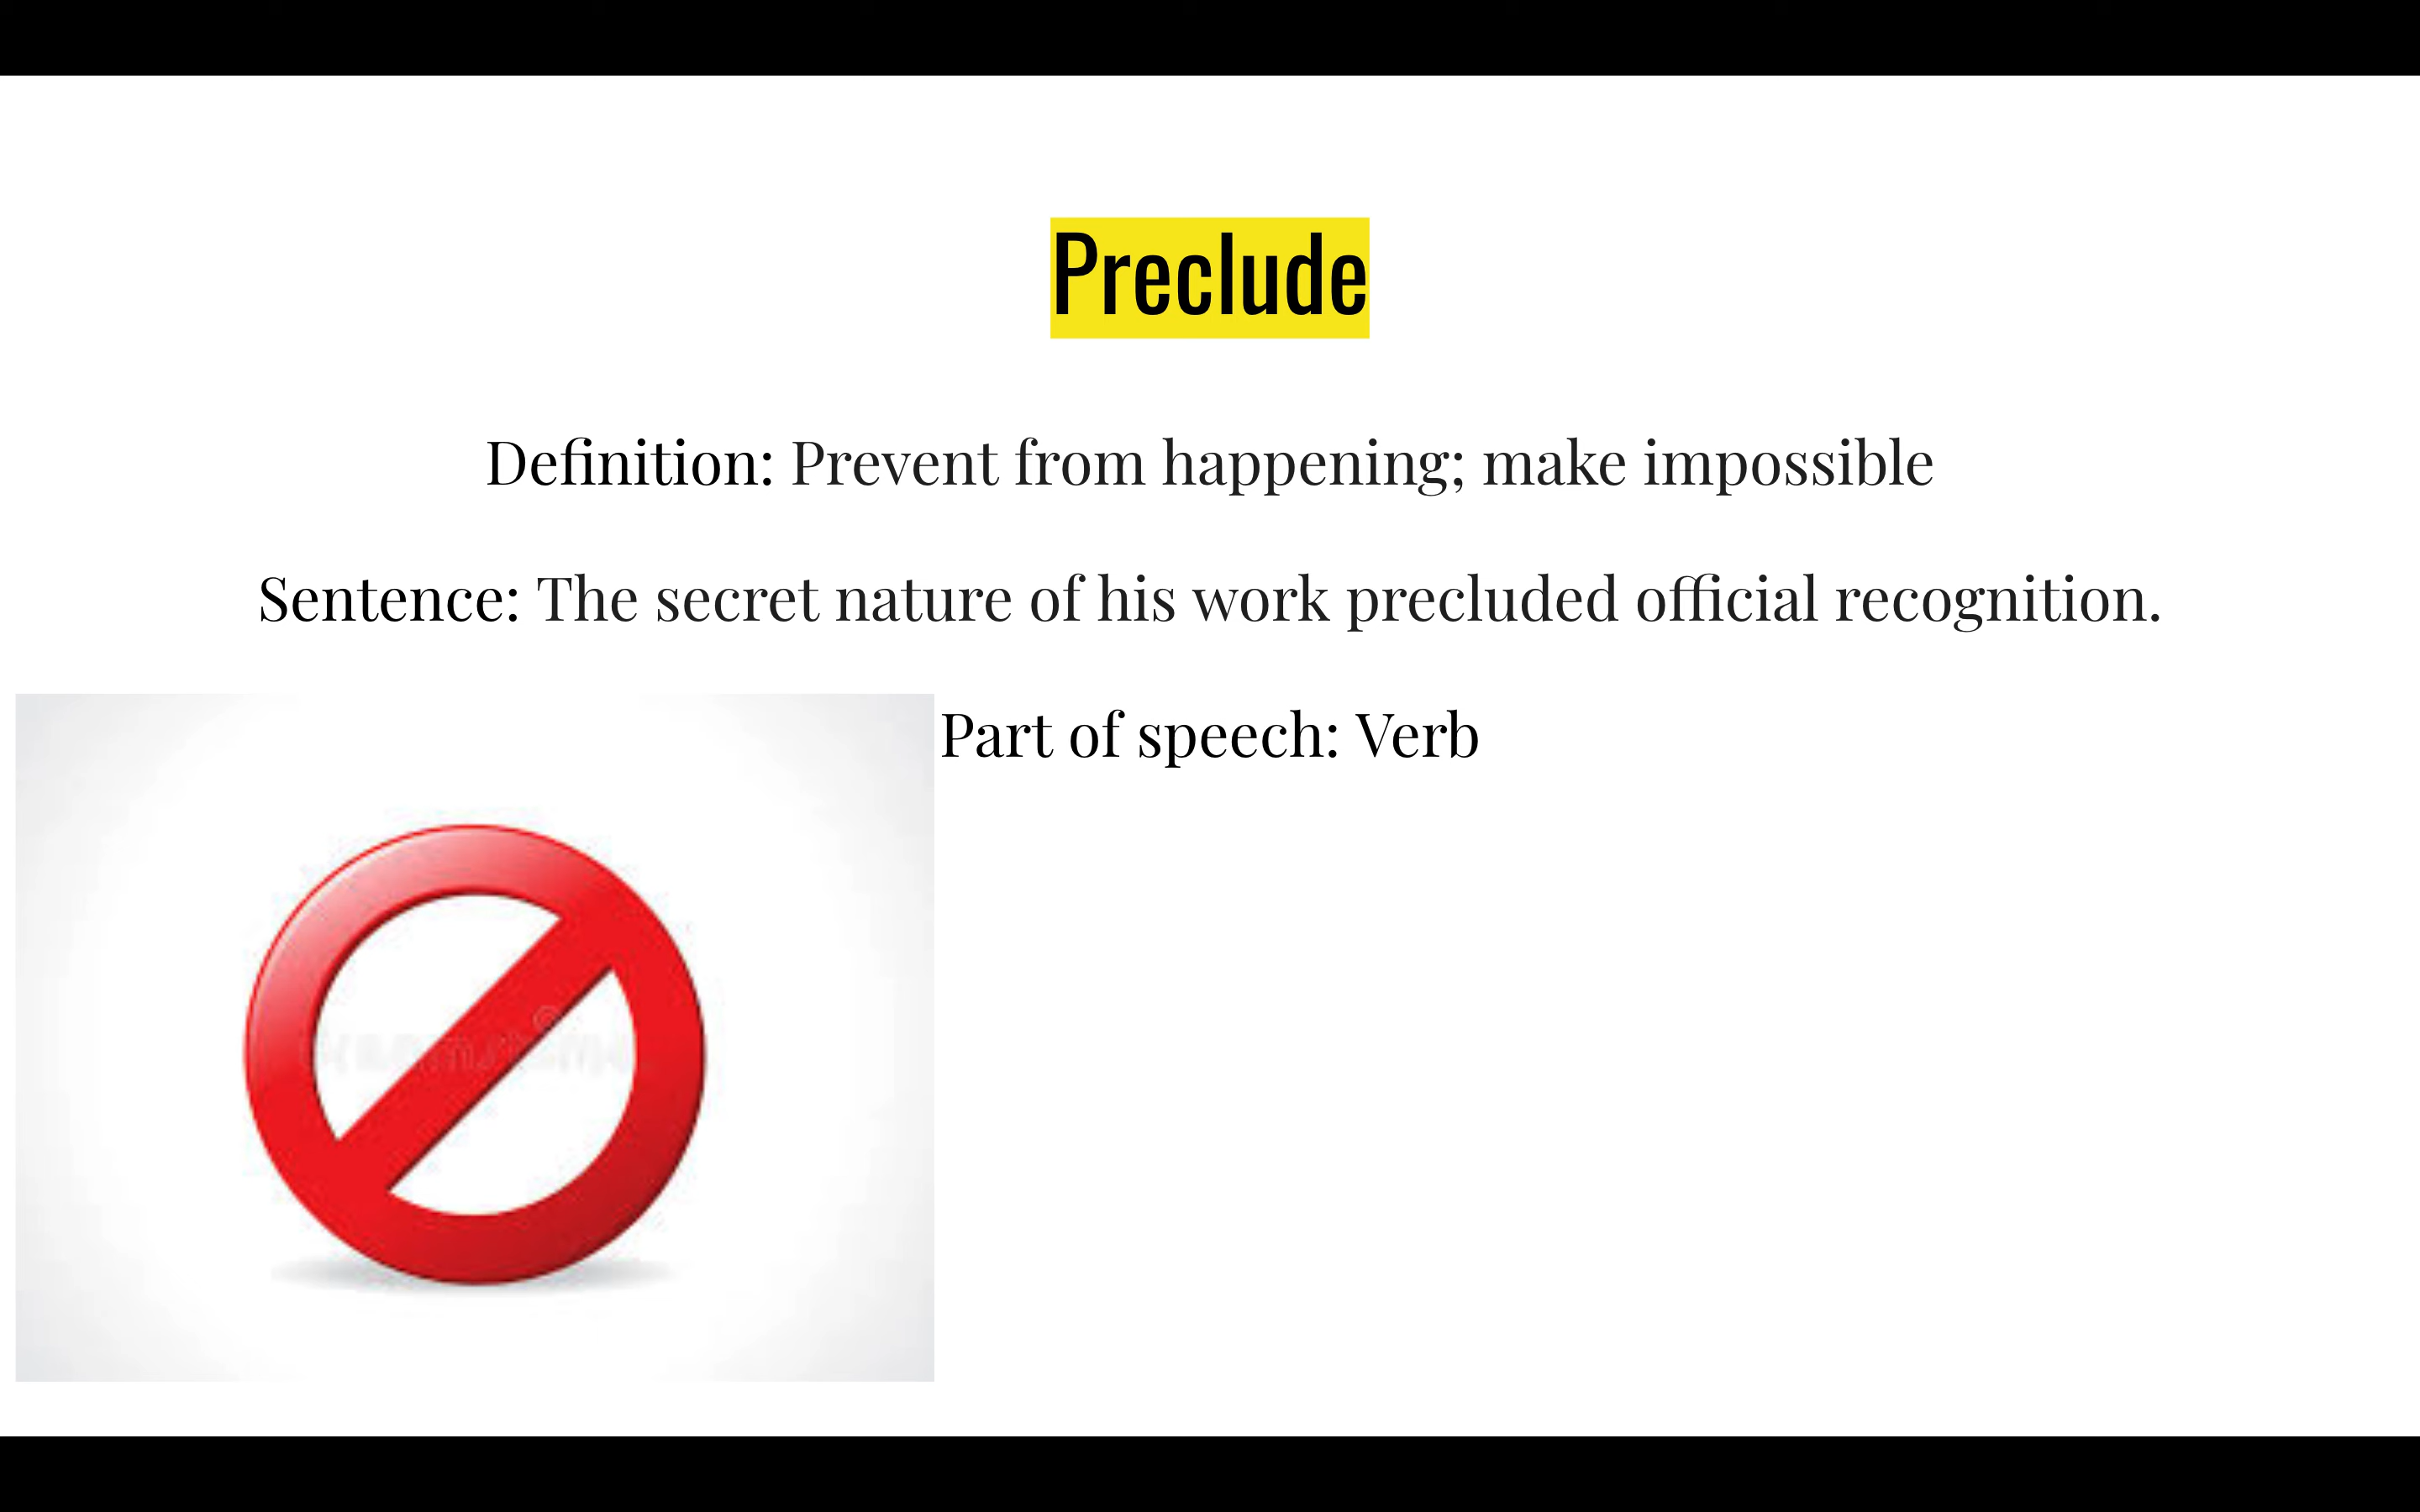 Preclude
Definition: Prevent from happening; make impossible
Sentence: The secret nature of his work precluded official recognition.
Part of speech: Verb